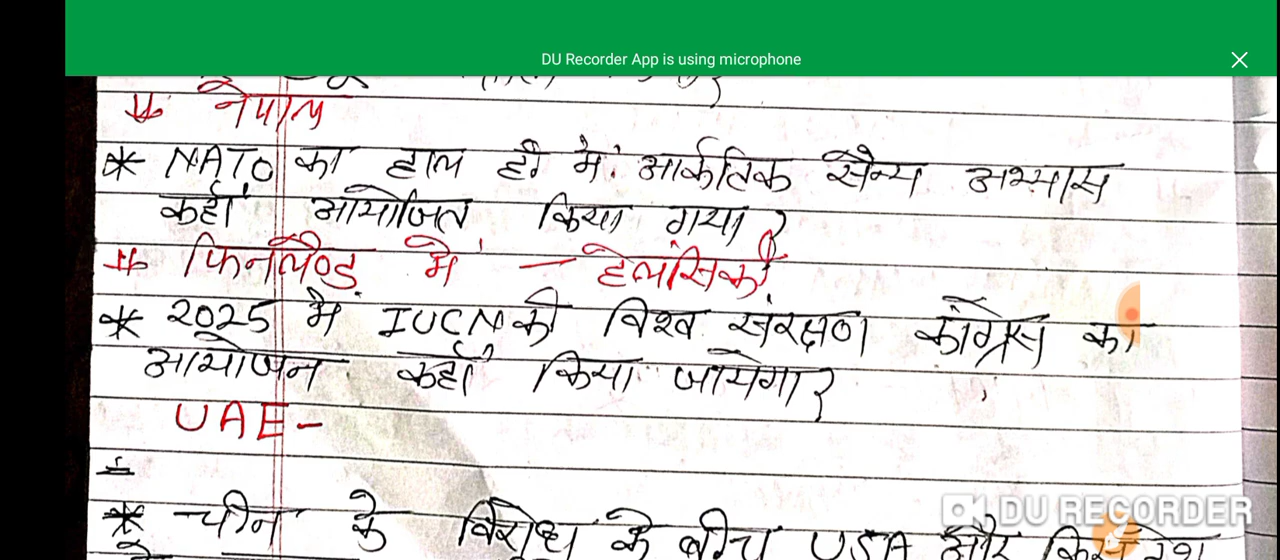 DU Recorder App is using microphone
नेपाल
* NATO का हाल ही में आर्कटिक सैन्य अभ्यास
कहाँ आयोजित किया गया?
फिनलैण्ड में – हेलसिंकी
* 2025 में IUCN की विश्व संरक्षण कांग्रेस का
आयोजन कहाँ किया जायेगा?
UAE –
* चीन के विरोध के बीच USA और किस देश
DU RECORDER